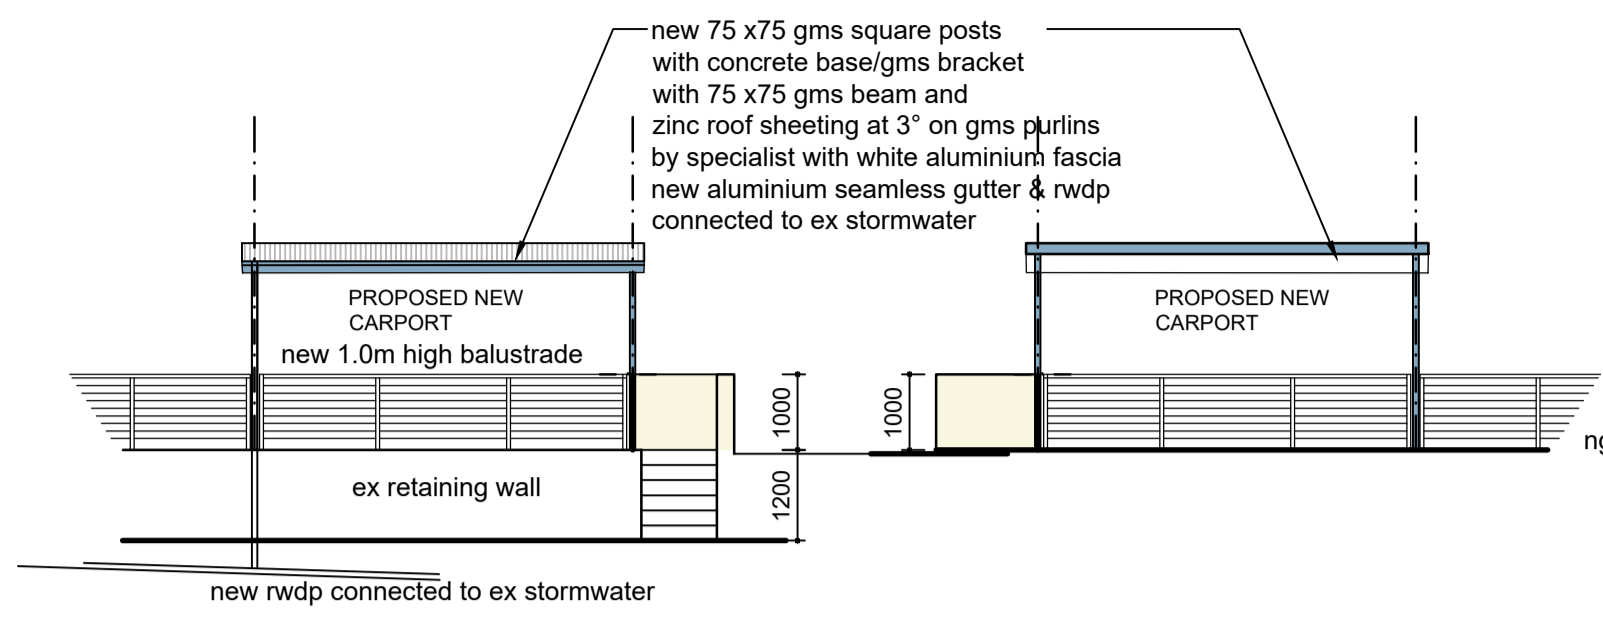 new 75 x75 gms square posts
with concrete base/gms bracket
with 75 x75 gms beam and
zinc roof sheeting at 3° on gms purlins
by specialist with white aluminium fascia
new aluminium seamless gutter & rwdp
connected to ex stormwater
PROPOSED NEW
CARPORT
new 1.0m high balustrade
PROPOSED NEW
CARPORT
1000
1000
1200
ex retaining wall
new rwdp connected to ex stormwater